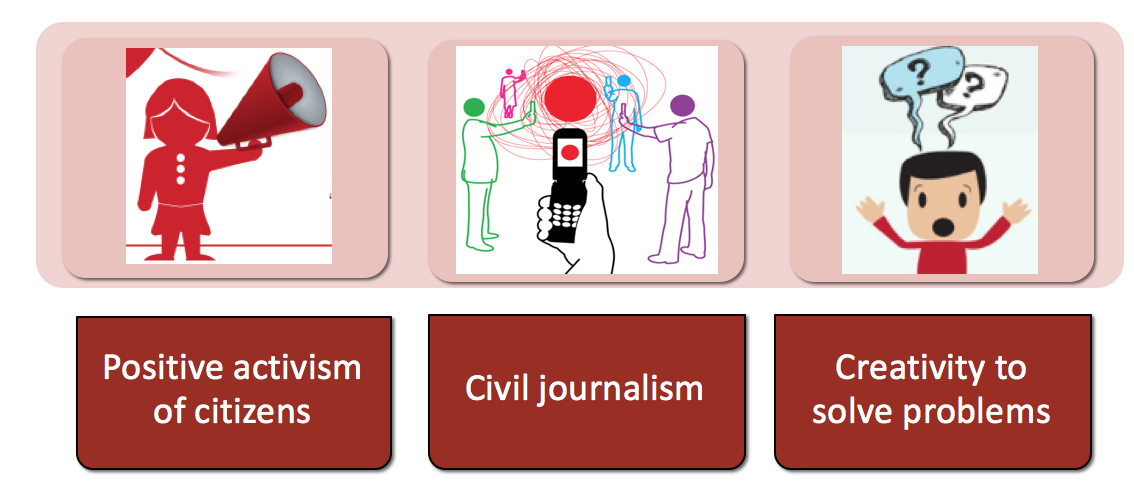 ?
?
Positive activism
of citizens
Civil journalism
Creativity to
solve problems